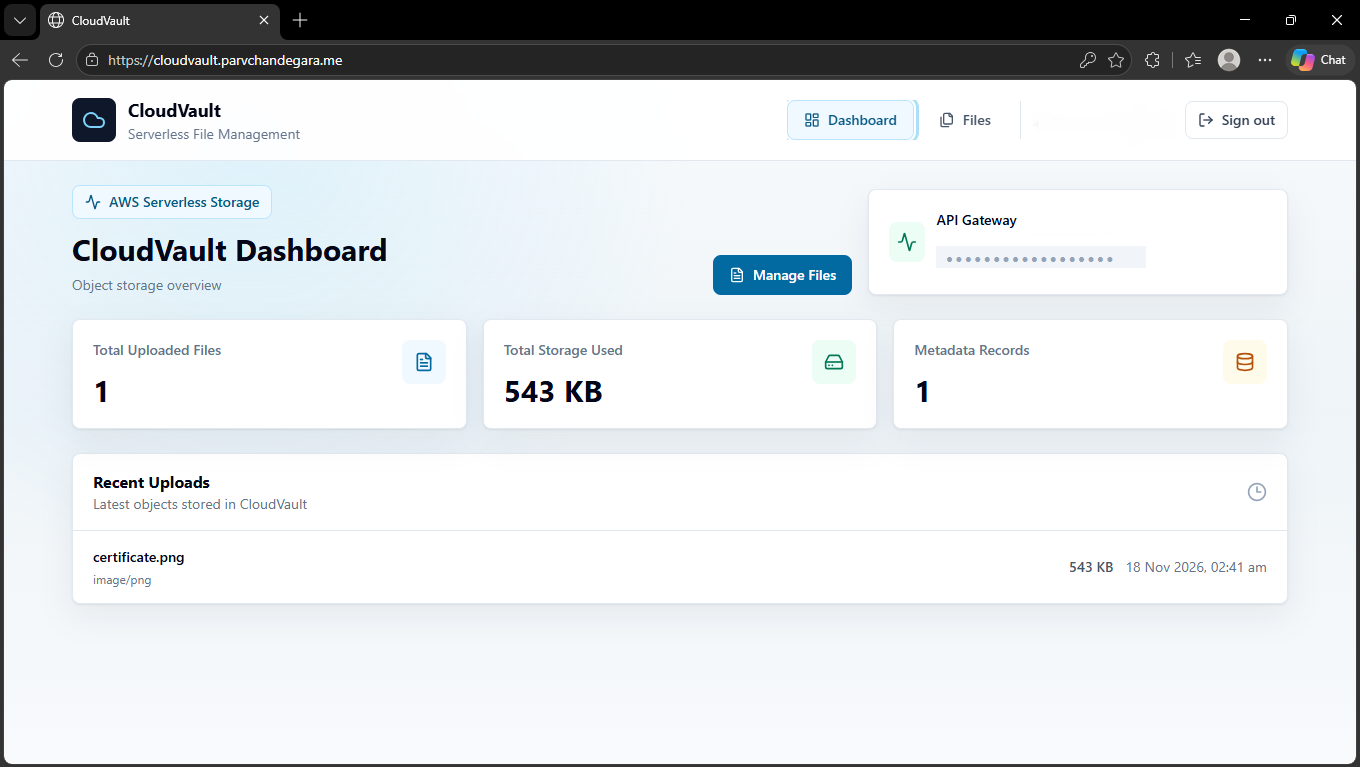 CloudVault
https://cloudvault.parvchandegara.me
Chat
CloudVault
Serverless File Management
Dashboard
Files
Sign out
AWS Serverless Storage
CloudVault Dashboard
Object storage overview
Manage Files
API Gateway
••••••••••••••••••
Total Uploaded Files
1
Total Storage Used
543 KB
Metadata Records
1
Recent Uploads
Latest objects stored in CloudVault
certificate.png
image/png
543 KB 18 Nov 2026, 02:41 am